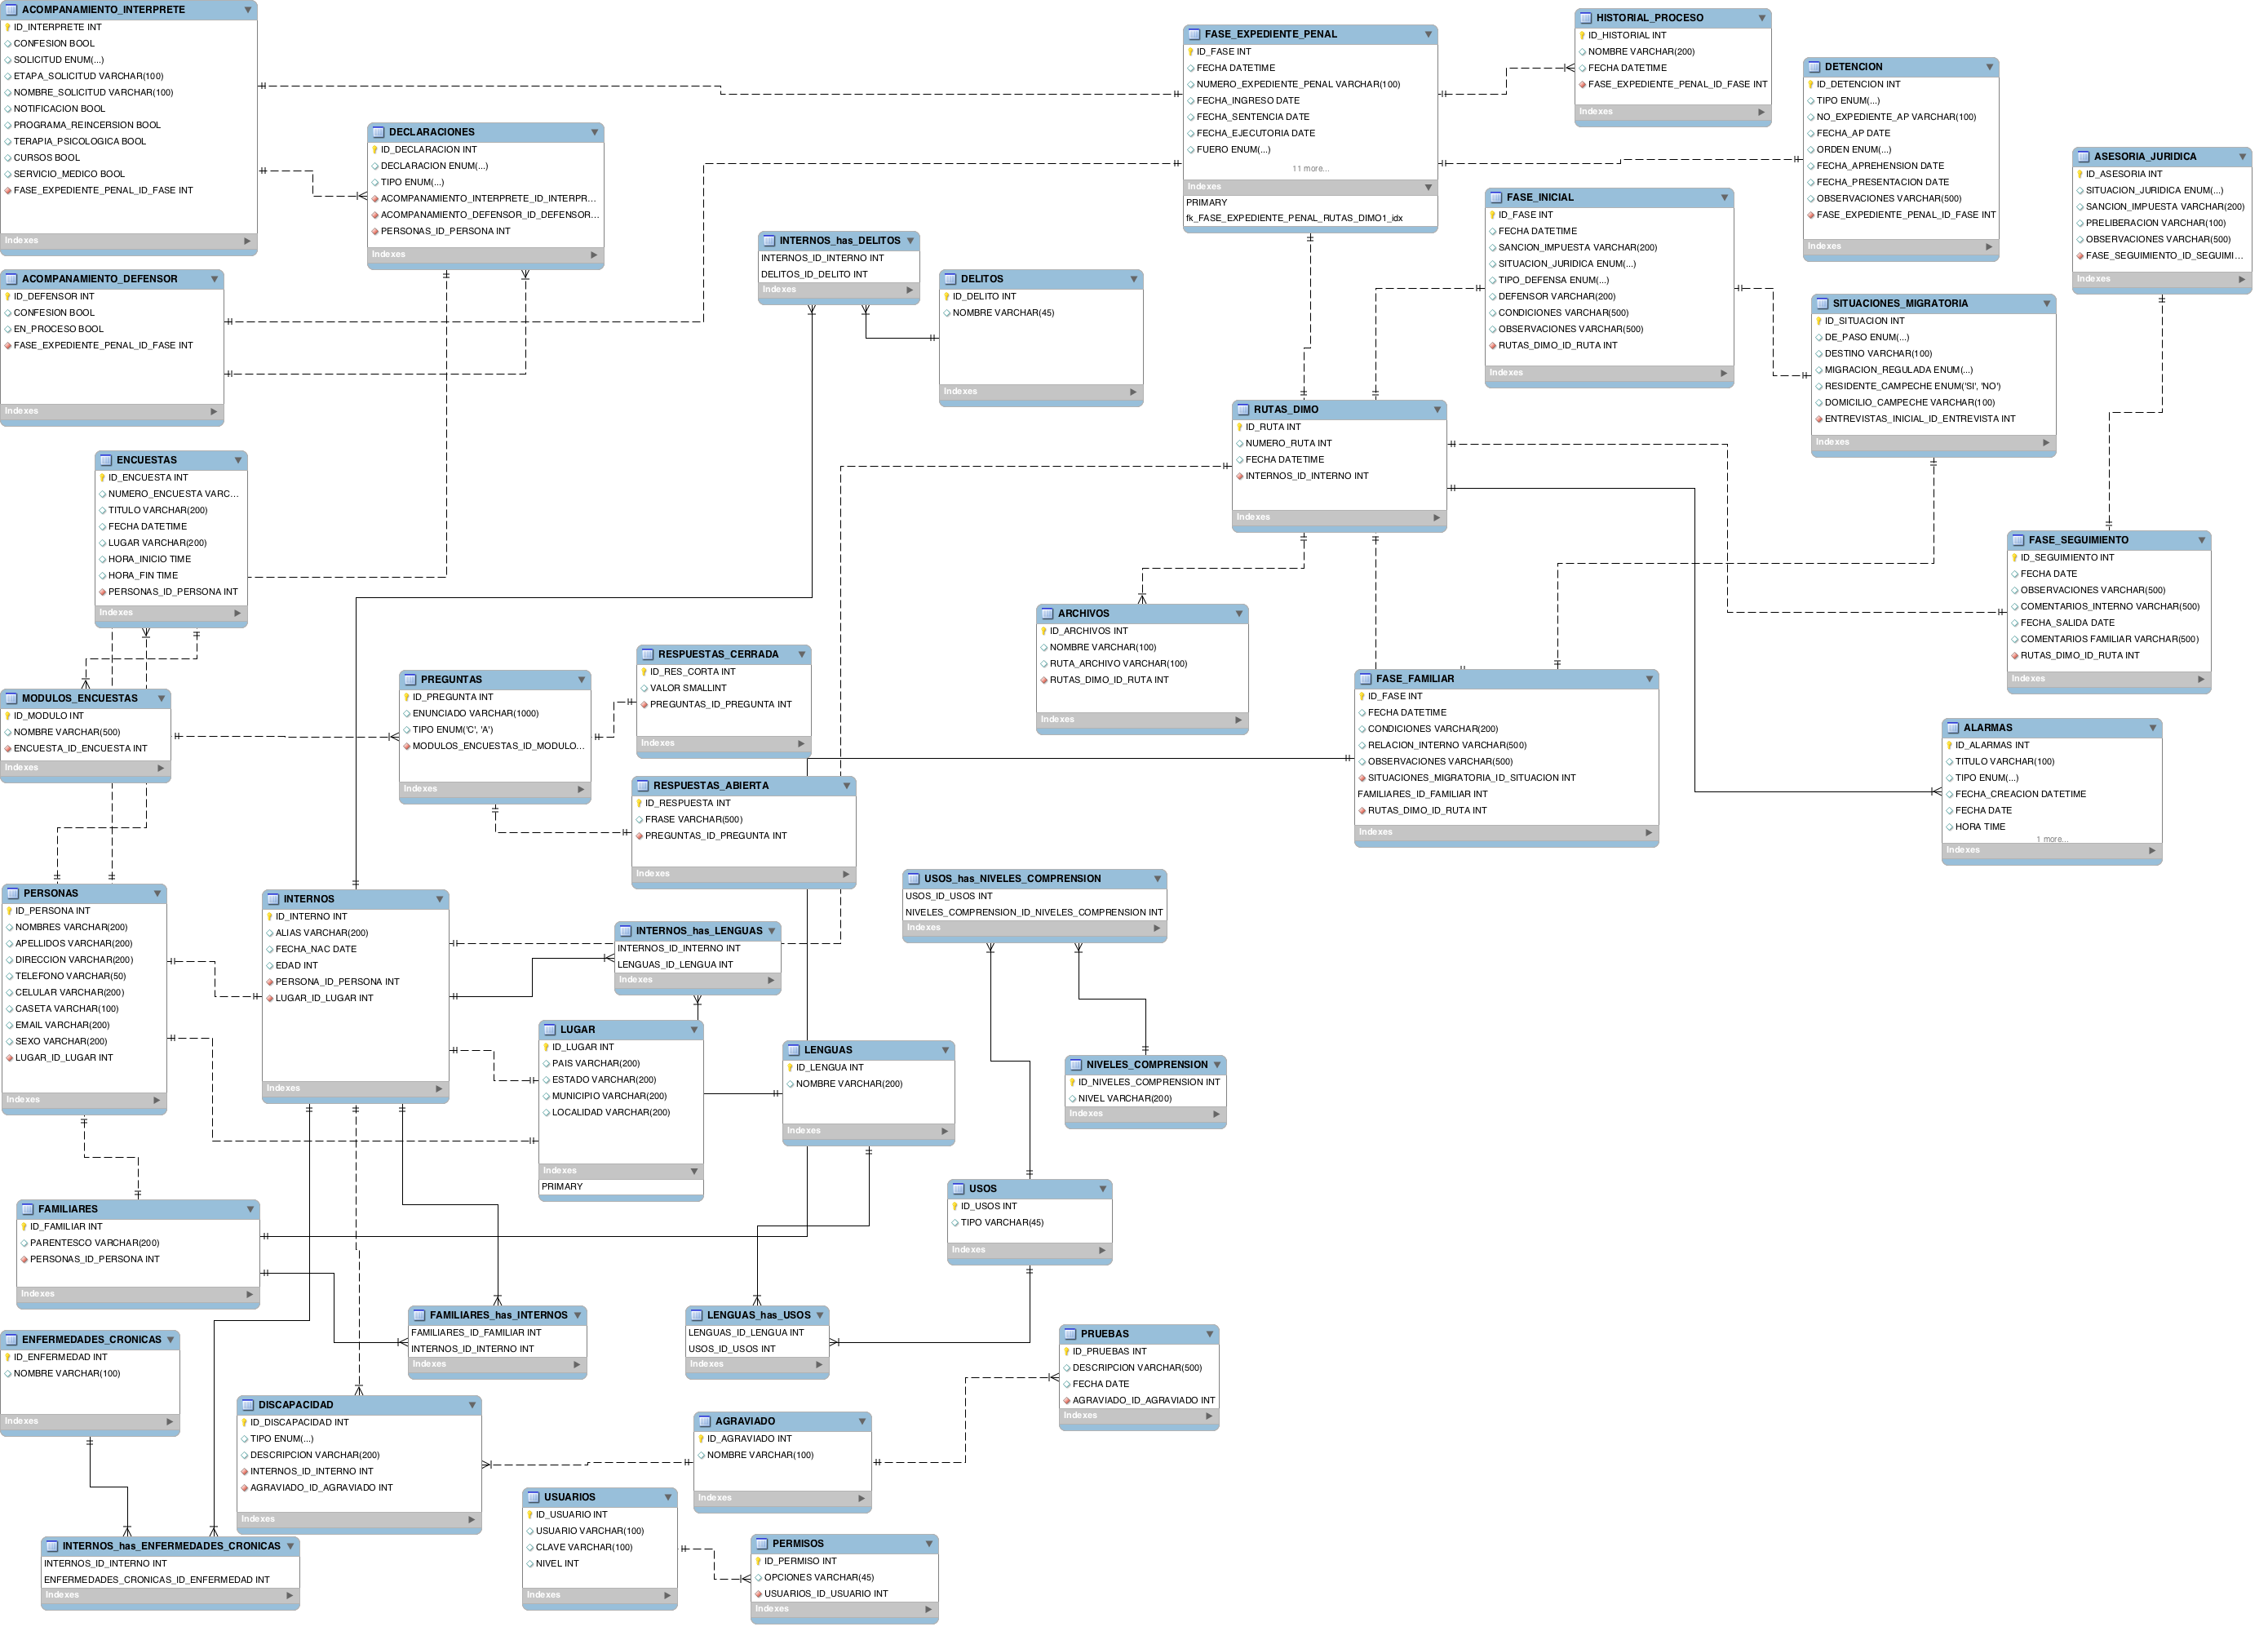 ACOMPANAMIENTO_INTERPRETE
ID_INTERPRETE INT
CONFESION BOOL
SOLICITUD ENUM(...)
ETAPA_SOLICITUD VARCHAR(100)
NOMBRE_SOLICITUD VARCHAR(100)
NOTIFICACION BOOL
PROGRAMA_REINCERSION BOOL
TERAPIA_PSICOLOGICA BOOL
CURSOS BOOL
SERVICIO_MEDICO BOOL
FASE_EXPEDIENTE_PENAL_ID_FASE INT
Indexes
FASE_EXPEDIENTE_PENAL
ID_FASE INT
FECHA DATETIME
NUMERO_EXPEDIENTE_PENAL VARCHAR(100)
FECHA_INGRESO DATE
FECHA_SENTENCIA DATE
FECHA_EJECUTORIA DATE
FUERO ENUM(...)
11 more...
Indexes
PRIMARY
fk_FASE_EXPEDIENTE_PENAL_RUTAS_DIMO1_idx
HISTORIAL_PROCESO
ID_HISTORIAL INT
NOMBRE VARCHAR(200)
FECHA DATETIME
FASE_EXPEDIENTE_PENAL_ID_FASE INT
Indexes
DETENCION
ID_DETENCION INT
TIPO ENUM(...)
NO_EXPEDIENTE_AP VARCHAR(100)
FECHA_AP DATE
ORDEN ENUM(...)
FECHA_APREHENSION DATE
FECHA_PRESENTACION DATE
OBSERVACIONES VARCHAR(500)
FASE_EXPEDIENTE_PENAL_ID_FASE INT
Indexes
DECLARACIONES
ID_DECLARACION INT
DECLARACION ENUM(...)
TIPO ENUM(...)
ACOMPANAMIENTO_INTERPRETE_ID_INTERPR...
ACOMPANAMIENTO_DEFENSOR_ID_DEFENSOR...
PERSONAS_ID_PERSONA INT
Indexes
ASESORIA_JURIDICA
ID_ASESORIA INT
SITUACION_JURIDICA ENUM(...)
SANCION_IMPUESTA VARCHAR(200)
PRELIBERACION VARCHAR(100)
OBSERVACIONES VARCHAR(500)
FASE_SEGUIMIENTO_ID_SEGUIMI...
Indexes
FASE_INICIAL
ID_FASE INT
FECHA DATETIME
SANCION_IMPUESTA VARCHAR(200)
SITUACION_JURIDICA ENUM(...)
TIPO_DEFENSA ENUM(...)
DEFENSOR VARCHAR(200)
CONDICIONES VARCHAR(500)
OBSERVACIONES VARCHAR(500)
RUTAS_DIMO_ID_RUTA INT
Indexes
INTERNOS_has_DELITOS
INTERNOS_ID_INTERNO INT
DELITOS_ID_DELITO INT
Indexes
DELITOS
ID_DELITO INT
NOMBRE VARCHAR(45)
Indexes
ACOMPANAMIENTO_DEFENSOR
ID_DEFENSOR INT
CONFESION BOOL
EN_PROCESO BOOL
FASE_EXPEDIENTE_PENAL_ID_FASE INT
Indexes
SITUACIONES_MIGRATORIA
ID_SITUACION INT
DE_PASO ENUM(...)
DESTINO VARCHAR(100)
MIGRACION_REGULADA ENUM(...)
RESIDENTE_CAMPECHE ENUM('SI', 'NO')
DOMICILIO_CAMPECHE VARCHAR(100)
ENTREVISTAS_INICIAL_ID_ENTREVISTA INT
Indexes
RUTAS_DIMO
ID_RUTA INT
NUMERO_RUTA INT
FECHA DATETIME
INTERNOS_ID_INTERNO INT
Indexes
ENCUESTAS
ID_ENCUESTA INT
NUMERO_ENCUESTA VARC...
TITULO VARCHAR(200)
FECHA DATETIME
LUGAR VARCHAR(200)
HORA_INICIO TIME
HORA_FIN TIME
PERSONAS_ID_PERSONA INT
Indexes
FASE_SEGUIMIENTO
ID_SEGUIMIENTO INT
FECHA DATE
OBSERVACIONES VARCHAR(500)
COMENTARIOS_INTERNO VARCHAR(500)
FECHA_SALIDA DATE
COMENTARIOS FAMILIAR VARCHAR(500)
RUTAS_DIMO_ID_RUTA INT
Indexes
ARCHIVOS
ID_ARCHIVOS INT
NOMBRE VARCHAR(100)
RUTA_ARCHIVO VARCHAR(100)
RUTAS_DIMO_ID_RUTA INT
Indexes
RESPUESTAS_CERRADA
ID_RES_CORTA INT
VALOR SMALLINT
PREGUNTAS_ID_PREGUNTA INT
Indexes
PREGUNTAS
ID_PREGUNTA INT
ENUNCIADO VARCHAR(1000)
TIPO ENUM('C', 'A')
MODULOS_ENCUESTAS_ID_MODULO...
Indexes
MODULOS_ENCUESTAS
ID_MODULO INT
NOMBRE VARCHAR(500)
ENCUESTA_ID_ENCUESTA INT
Indexes
FASE_FAMILIAR
ID_FASE INT
FECHA DATETIME
CONDICIONES VARCHAR(200)
RELACION_INTERNO VARCHAR(500)
OBSERVACIONES VARCHAR(500)
SITUACIONES_MIGRATORIA_ID_SITUACION INT
FAMILIARES_ID_FAMILIAR INT
RUTAS_DIMO_ID_RUTA INT
Indexes
ALARMAS
ID_ALARMAS INT
TITULO VARCHAR(100)
TIPO ENUM(...)
FECHA_CREACION DATETIME
FECHA DATE
HORA TIME
1 more...
Indexes
RESPUESTAS_ABIERTA
ID_RESPUESTA INT
FRASE VARCHAR(500)
PREGUNTAS_ID_PREGUNTA INT
Indexes
PERSONAS
ID_PERSONA INT
NOMBRES VARCHAR(200)
APELLIDOS VARCHAR(200)
DIRECCION VARCHAR(200)
TELEFONO VARCHAR(50)
CELULAR VARCHAR(200)
CASETA VARCHAR(100)
EMAIL VARCHAR(200)
SEXO VARCHAR(200)
LUGAR_ID_LUGAR INT
Indexes
INTERNOS
ID_INTERNO INT
ALIAS VARCHAR(200)
FECHA_NAC DATE
EDAD INT
PERSONA_ID_PERSONA INT
LUGAR_ID_LUGAR INT
Indexes
USOS_has_NIVELES_COMPRENSION
USOS_ID_USOS INT
NIVELES_COMPRENSION_ID_NIVELES_COMPRENSION INT
Indexes
INTERNOS_has_LENGUAS
INTERNOS_ID_INTERNO INT
LENGUAS_ID_LENGUA INT
Indexes
LUGAR
ID_LUGAR INT
PAIS VARCHAR(200)
ESTADO VARCHAR(200)
MUNICIPIO VARCHAR(200)
LOCALIDAD VARCHAR(200)
Indexes
PRIMARY
LENGUAS
ID_LENGUA INT
NOMBRE VARCHAR(200)
Indexes
NIVELES_COMPRENSION
ID_NIVELES_COMPRENSION INT
NIVEL VARCHAR(200)
Indexes
USOS
ID_USOS INT
TIPO VARCHAR(45)
Indexes
FAMILIARES
ID_FAMILIAR INT
PARENTESCO VARCHAR(200)
PERSONAS_ID_PERSONA INT
Indexes
FAMILIARES_has_INTERNOS
FAMILIARES_ID_FAMILIAR INT
INTERNOS_ID_INTERNO INT
Indexes
LENGUAS_has_USOS
LENGUAS_ID_LENGUA INT
USOS_ID_USOS INT
Indexes
PRUEBAS
ID_PRUEBAS INT
DESCRIPCION VARCHAR(500)
FECHA DATE
AGRAVIADO_ID_AGRAVIADO INT
Indexes
ENFERMEDADES_CRONICAS
ID_ENFERMEDAD INT
NOMBRE VARCHAR(100)
Indexes
DISCAPACIDAD
ID_DISCAPACIDAD INT
TIPO ENUM(...)
DESCRIPCION VARCHAR(200)
INTERNOS_ID_INTERNO INT
AGRAVIADO_ID_AGRAVIADO INT
Indexes
AGRAVIADO
ID_AGRAVIADO INT
NOMBRE VARCHAR(100)
Indexes
USUARIOS
ID_USUARIO INT
USUARIO VARCHAR(100)
CLAVE VARCHAR(100)
NIVEL INT
Indexes
INTERNOS_has_ENFERMEDADES_CRONICAS
INTERNOS_ID_INTERNO INT
ENFERMEDADES_CRONICAS_ID_ENFERMEDAD INT
Indexes
PERMISOS
ID_PERMISO INT
OPCIONES VARCHAR(45)
USUARIOS_ID_USUARIO INT
Indexes